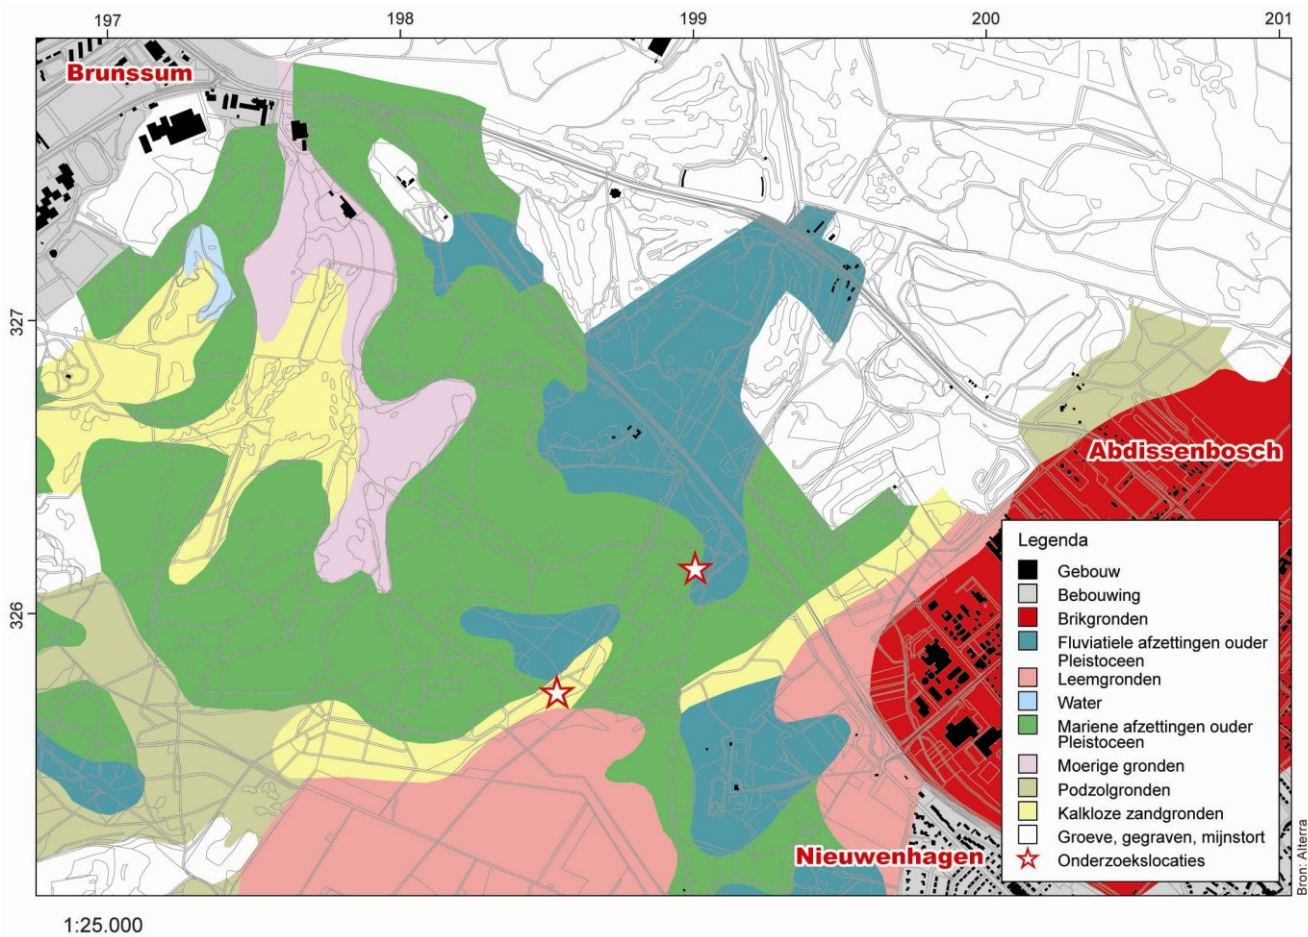 197
198
199
200
201
Brunssum
327
Abdissenbosch
326
Legenda
Gebouw
Bebouwing
Brikgronden
Fluviatiele afzettingen ouder
Pleistoceen
Leemgronden
Water
Mariene afzettingen ouder
Pleistoceen
Moerige gronden
Podzolgronden
Kalkloze zandgronden
Groeve, gegraven, mijnstort
Onderzoekslocaties
Nieuwenhagen
Bron: Alterra
1:25.000